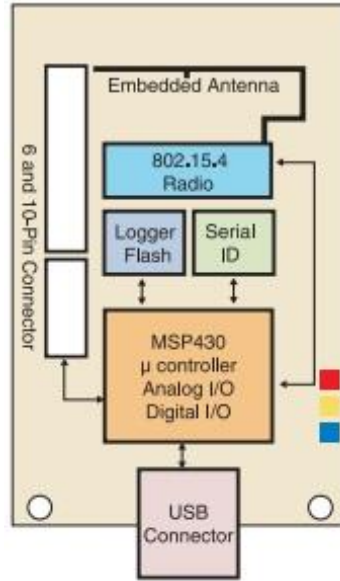 Embedded Antenna
6 and 10-Pin Connector
802.15.4
Radio
Logger
Flash
Serial
ID
MSP430
µ controller
Analog I/O
Digital I/O
USB
Connector